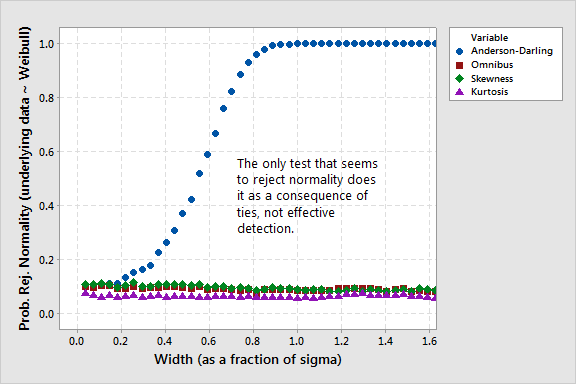 Prob.Rej. Normality (underlying data ~ Weibull)
1.0
0.8
0.6
0.4
0.2
0.0
The only test that seems
to reject normality does
it as a consequence of
ties, not effective
detection.
0.0 0.2 0.4 0.6 0.8 1.0 1.2 1.4 1.6
Width (as a fraction of sigma)
Variable
Anderson-Darling
Omnibus
Skewness
Kurtosis